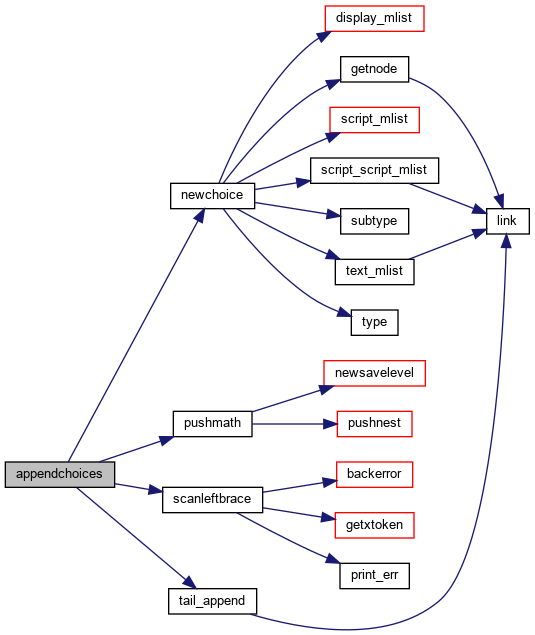 display_mlist
getnode
script_mlist
script_script_mlist
newchoice
subtype
link
text_mlist
type
newsavelevel
pushmath
pushnest
appendchoices
backerror
scanleftbrace
getxtoken
print_err
tail_append